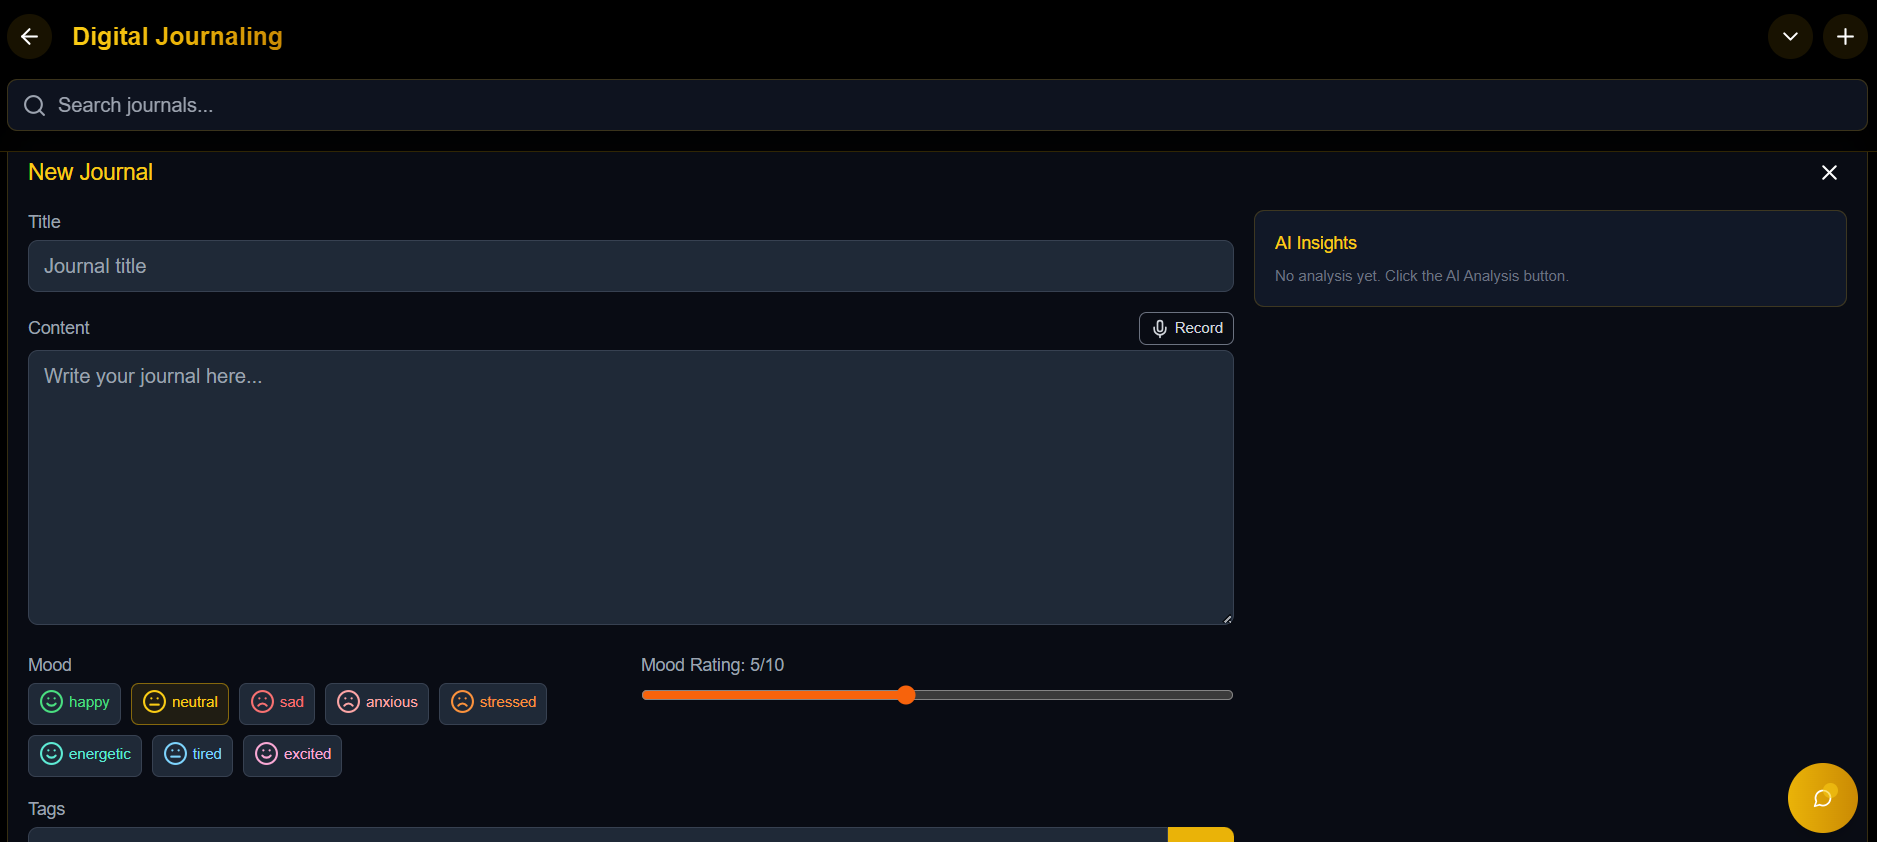 Digital Journaling
Search journals...
New Journal
Title
Journal title
Content
Record
Write your journal here...
Mood
happy
neutral
sad
anxious
stressed
energetic
tired
excited
Mood Rating: 5/10
Tags
AI Insights
No analysis yet. Click the AI Analysis button.